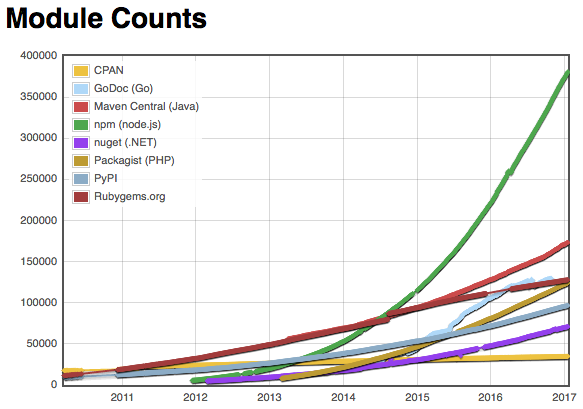 Module Counts
400000
350000
300000
250000
200000
150000
100000
50000
0
CPAN
GoDoc (Go)
Maven Central (Java)
npm (node.js)
nuget (.NET)
Packagist (PHP)
PyPI
Rubygems.org
2011 2012 2013 2014 2015 2016 2017